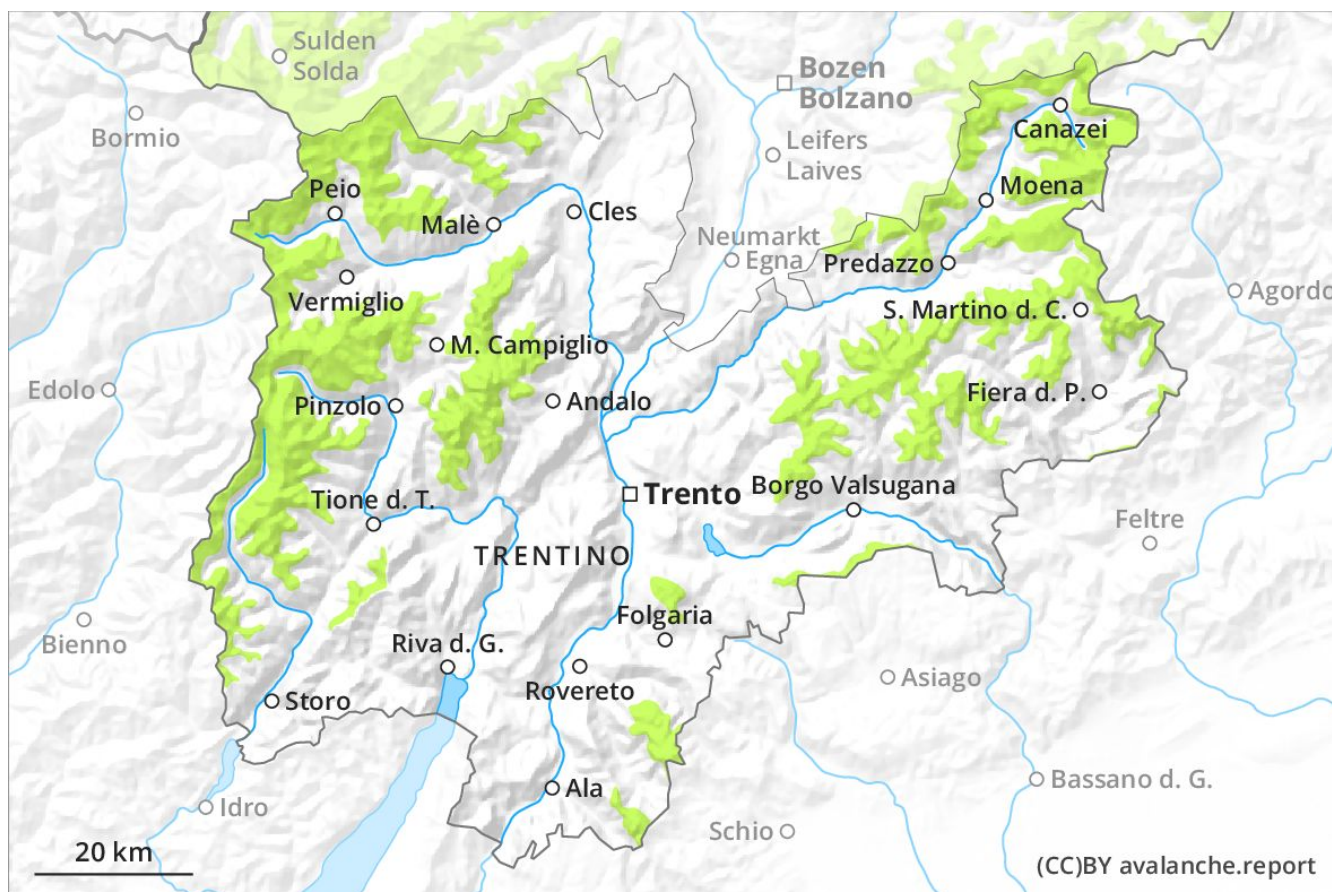 Sulden
Solda
Bozen
Bolzano
Bormio
Canazei
Leifers
Laives
Peio
Moena
Malè
Cles
Neumarkt
Egna
Predazzo
Vermiglio
Agordo
S. Martino d. C.
M. Campiglio
Edolo
Pinzolo
Andalo
Fiera d. P.
Trento
Borgo Valsugana
Tione d. T.
Feltre
TRENTINO
Folgaria
Bienno
Riva d. G.
Asiago
Rovereto
Storo
Bassano d. G.
Ala
Idro
Schio
20 km
(CC)BY avalanche.report